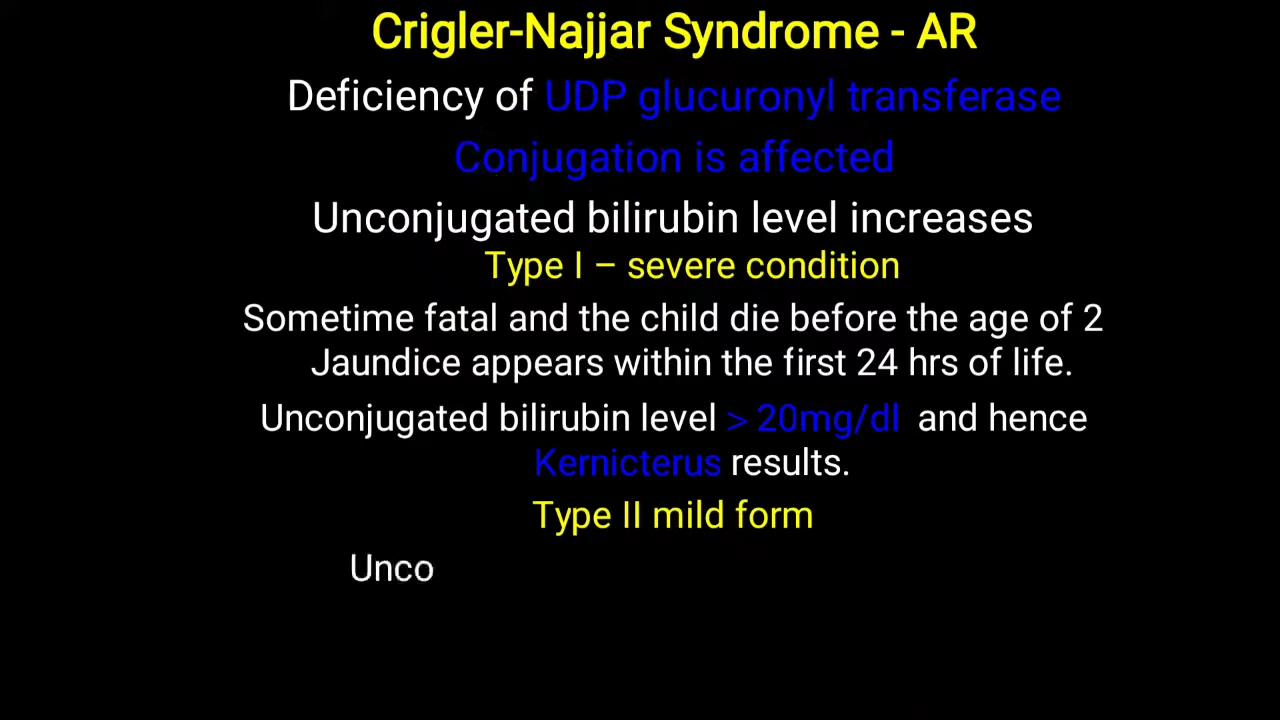 Crigler-Najjar Syndrome - AR
Deficiency of UDP glucuronyl transferase
Conjugation is affected
Unconjugated bilirubin level increases
Type I – severe condition
Sometime fatal and the child die before the age of 2
Jaundice appears within the first 24 hrs of life.
Unconjugated bilirubin level > 20mg/dl and hence
Kernicterus results.
Type II mild form
Unco